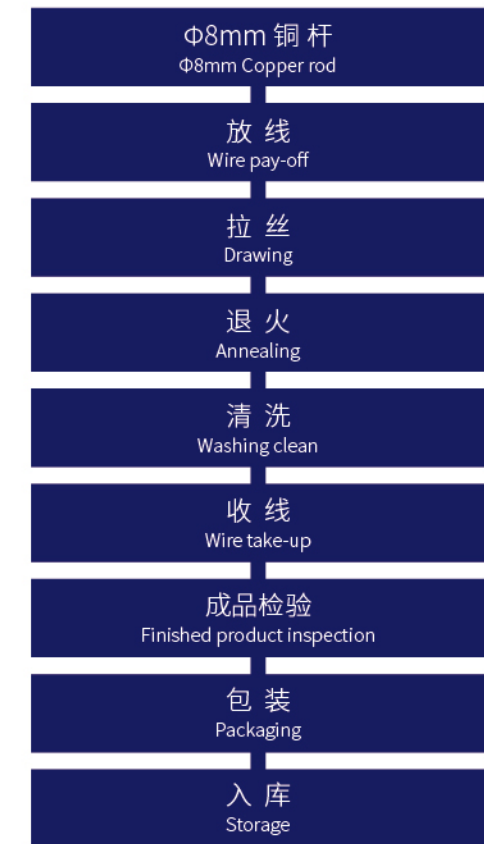 Φ8mm 铜 杆
Φ8mm Copper rod
放 线
Wire pay-off
拉 丝
Drawing
退 火
Annealing
清 洗
Washing clean
收 线
Wire take-up
成品检验
Finished product inspection
包 装
Packaging
入 库
Storage